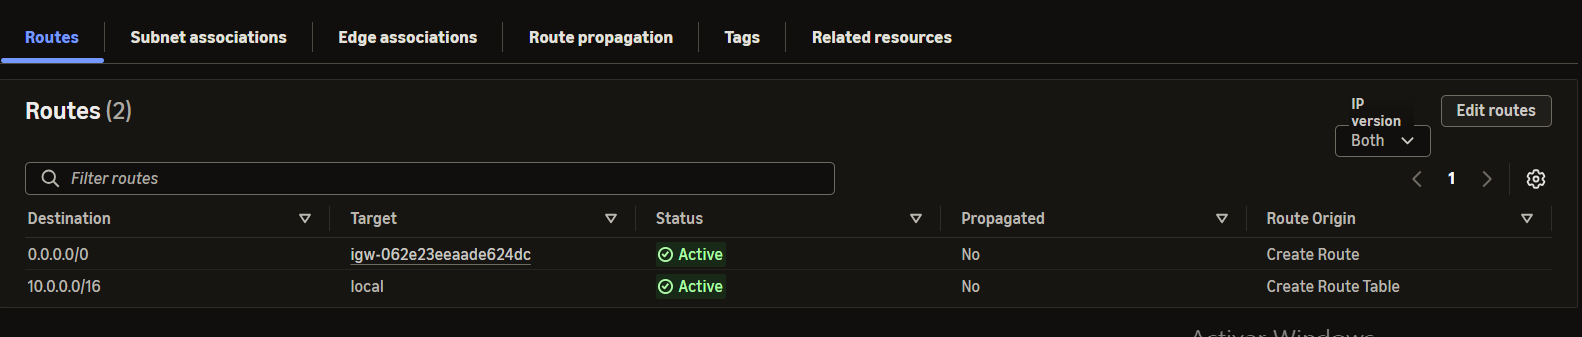 Routes Subnet associations Edge associations Route propagation Tags Related resources
Routes (2)
IP version
Both
Edit routes
Filter routes
1
Destination Target Status Propagated Route Origin
0.0.0.0/0 igw-062e23eeaade624dc Active No Create Route
10.0.0.0/16 local Active No Create Route Table
Activar Windows